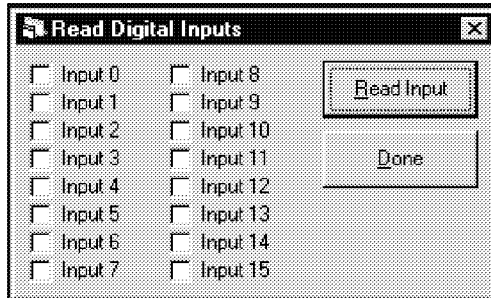 Read Digital Inputs
Input 0
Input 1
Input 2
Input 3
Input 4
Input 5
Input 6
Input 7
Input 8
Input 9
Input 10
Input 11
Input 12
Input 13
Input 14
Input 15
Read Input
Done